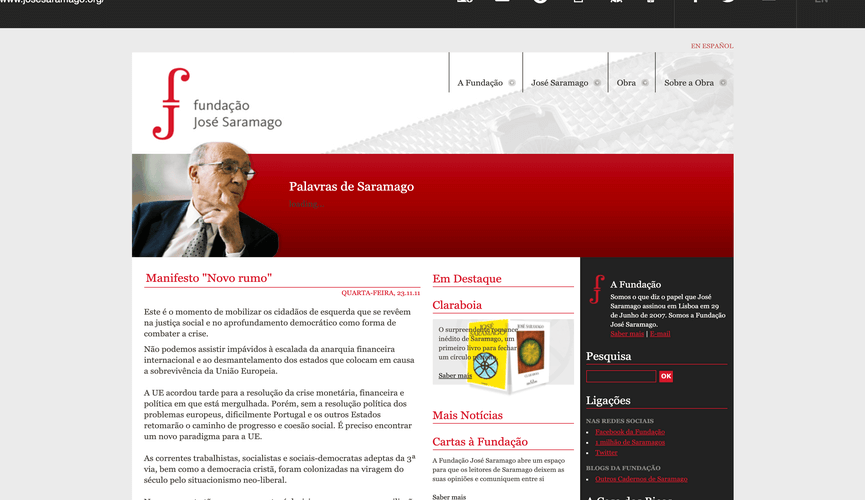 www.josesaramago.org/
EN
EN ESPAÑOL
A Fundação
José Saramago
Obra
Sobre a Obra
fundação
José Saramago
Palavras de Saramago
Manifesto "Novo rumo"
QUARTA-FEIRA, 23.11.11
Este é o momento de mobilizar os cidadãos de esquerda que se revêem
na justiça social e no aprofundamento democrático como forma de
combater a crise.
Não podemos assistir impávidos à escalada da anarquia financeira
internacional e ao desmantelamento dos estados que colocam em causa
a sobrevivência da União Europeia.
A UE acordou tarde para a resolução da crise monetária, financeira e
política em que está mergulhada. Porém, sem a resolução política dos
problemas europeus, dificilmente Portugal e os outros Estados
retomarão o caminho de progresso e coesão social. É preciso encontrar
um novo paradigma para a UE.
As correntes trabalhistas, socialistas e sociais-democratas adeptas da 3ª
via, bem como a democracia cristã, foram colonizadas na viragem do
século pelo situacionismo neo-liberal.
Em Destaque
Claraboia
O surpreendente romance
inédito de Saramago, um
primeiro livro para fechar
um círculo
Saber mais
Mais Notícias
Cartas à Fundação
A Fundação José Saramago abre um espaço
para que os leitores de Saramago deixem as
suas opiniões e comuniquem entre si
Saber mais
A Fundação
Somos o que diz o papel que José
Saramago assinou em Lisboa em 29
de Junho de 2007. Somos a Fundação
José Saramago.
Saber mais | E-mail
Pesquisa
OK
Ligações
NAS REDES SOCIAIS
Facebook da Fundação
1 milhão de Saramagos
Twitter
BLOGS DA FUNDAÇÃO
Outros Cadernos de Saramago